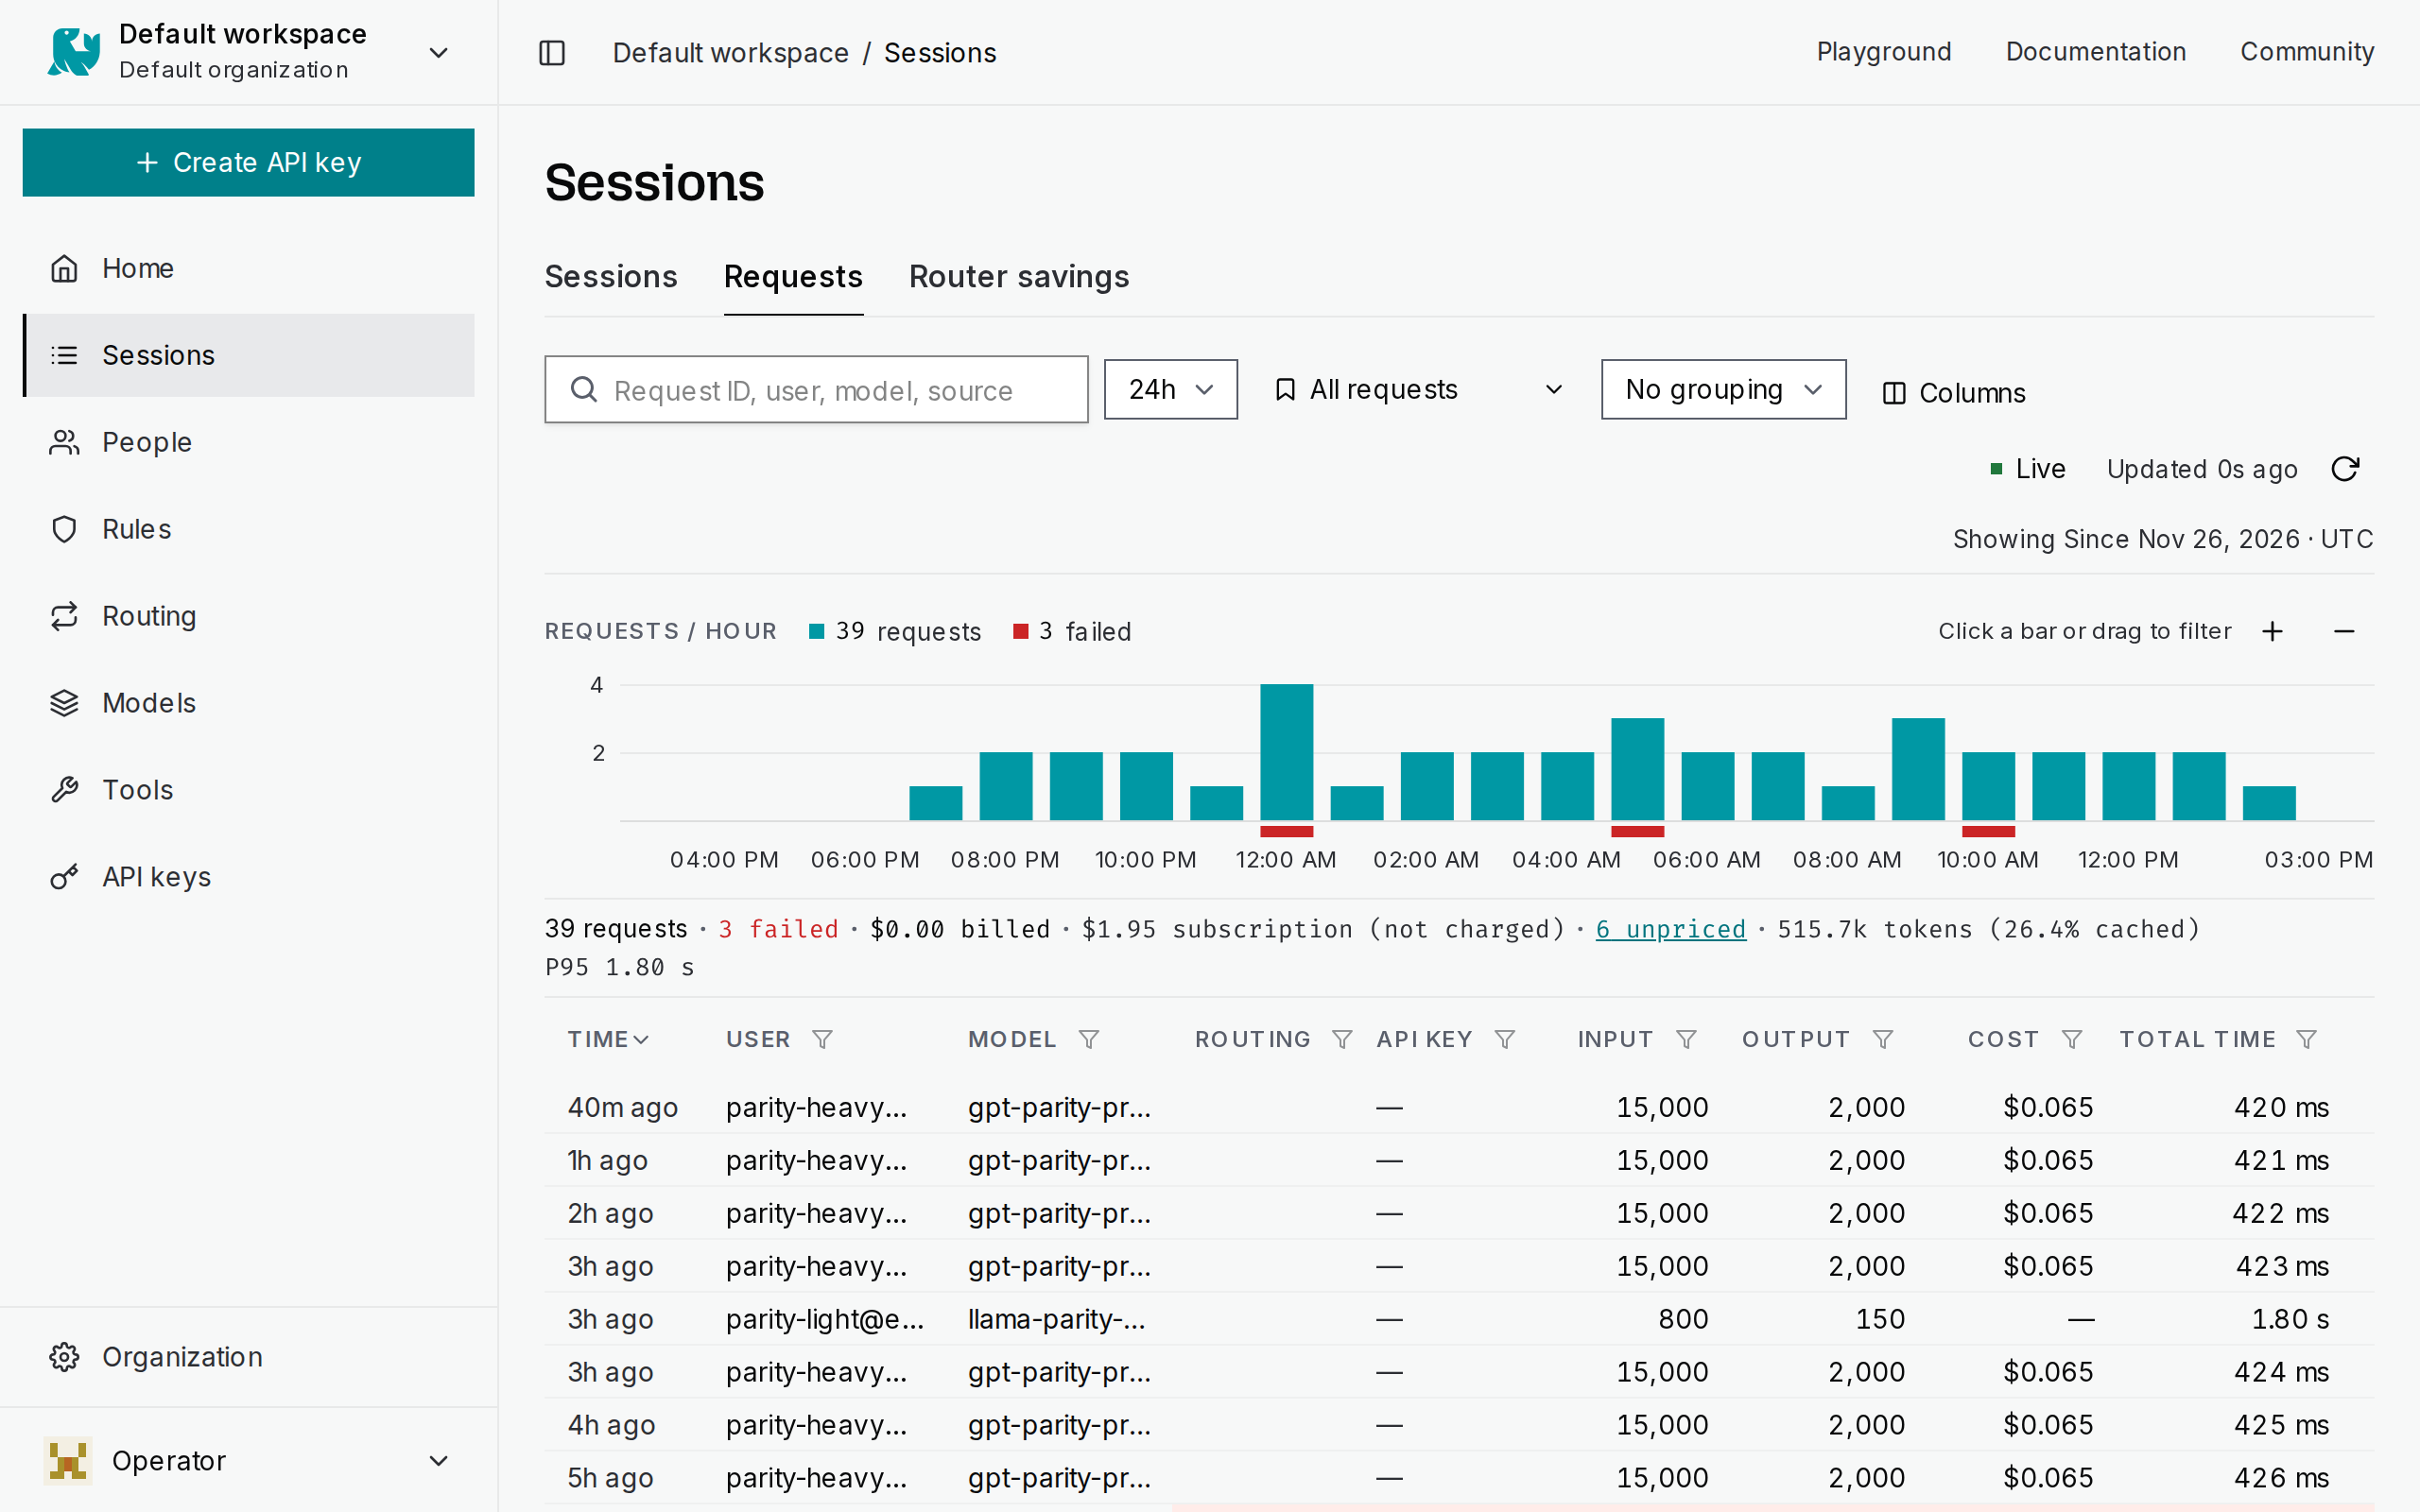 Default workspace
Default organization
Default workspace / Sessions
Playground
Documentation
Community
Create API key
Home
Sessions
People
Rules
Routing
Models
Tools
API keys
Organization
Operator
Sessions
Sessions
Requests
Router savings
Request ID, user, model, source
24h
All requests
No grouping
Columns
Live
Updated 0s ago
Showing Since Nov 26, 2026 · UTC
REQUESTS / HOUR
39 requests
3 failed
Click a bar or drag to filter
4
2
04:00 PM
06:00 PM
08:00 PM
10:00 PM
12:00 AM
02:00 AM
04:00 AM
06:00 AM
08:00 AM
10:00 AM
12:00 PM
03:00 PM
39 requests · 3 failed · $0.00 billed · $1.95 subscription (not charged) · 6 unpriced · 515.7k tokens (26.4% cached)
P95 1.80 s
TIME USER MODEL ROUTING API KEY INPUT OUTPUT COST TOTAL TIME
40m ago parity-heavy... gpt-parity-pr... — 15,000 2,000 $0.065 420 ms
1h ago parity-heavy... gpt-parity-pr... — 15,000 2,000 $0.065 421 ms
2h ago parity-heavy... gpt-parity-pr... — 15,000 2,000 $0.065 422 ms
3h ago parity-heavy... gpt-parity-pr... — 15,000 2,000 $0.065 423 ms
3h ago parity-light@e... llama-parity-... — 800 150 — 1.80 s
3h ago parity-heavy... gpt-parity-pr... — 15,000 2,000 $0.065 424 ms
4h ago parity-heavy... gpt-parity-pr... — 15,000 2,000 $0.065 425 ms
5h ago parity-heavy... gpt-parity-pr... — 15,000 2,000 $0.065 426 ms